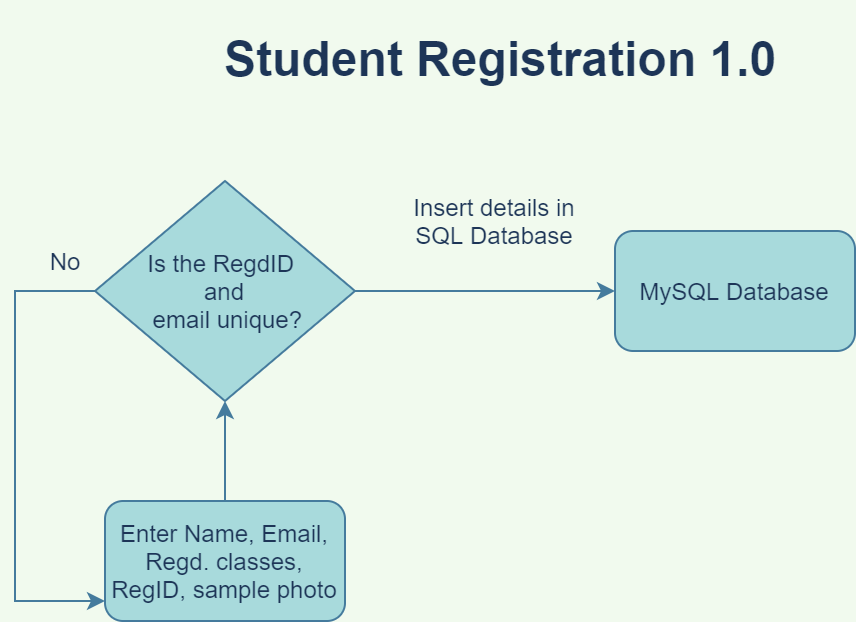 Student Registration 1.0
Insert details in
SQL Database
No
Is the RegdID
and
email unique?
MySQL Database
Enter Name, Email,
Regd. classes,
RegID, sample photo